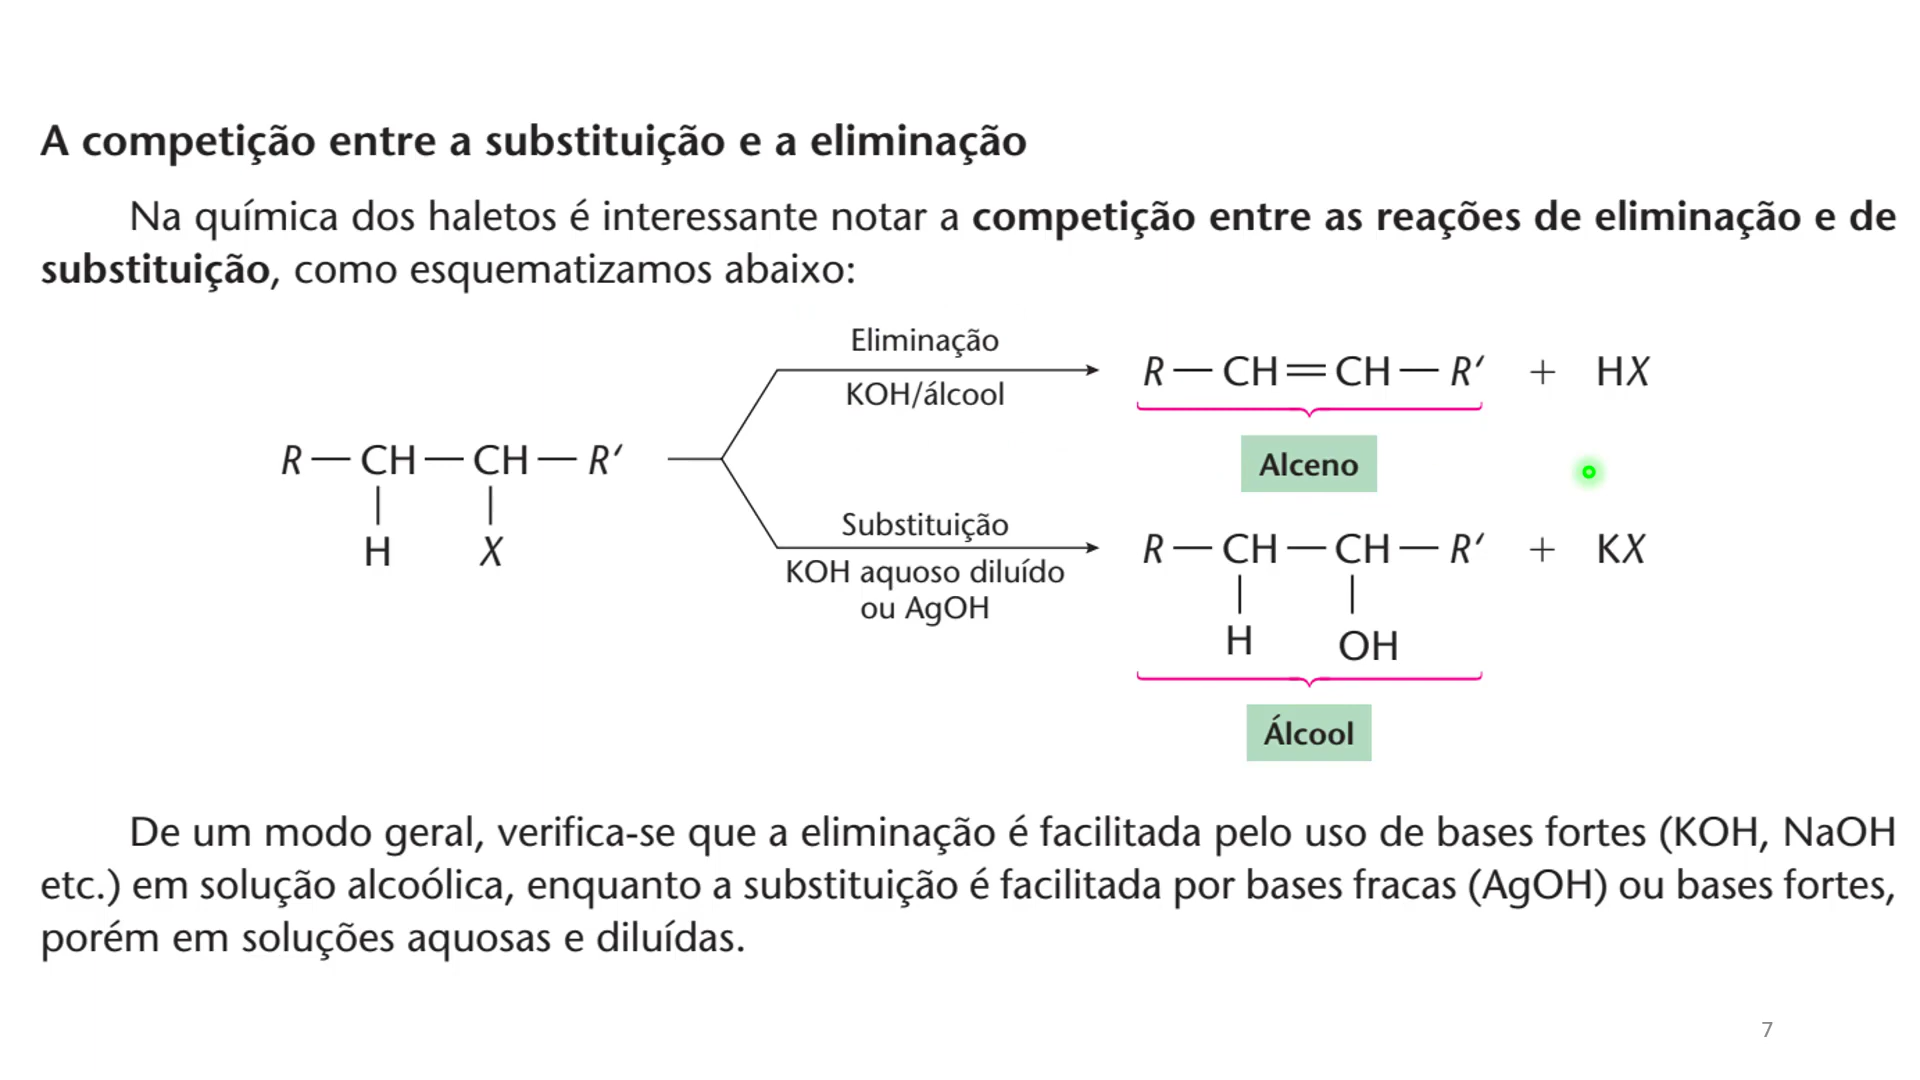 A competição entre a substituição e a eliminação
Na química dos haletos é interessante notar a competição entre as reações de eliminação e de
substituição, como esquematizamos abaixo:
Eliminação
KOH/álcool
R — CH = CH — R′ + HX
Alceno
R — CH — CH — R′
H X
Substituição
KOH aquoso diluído
ou AgOH
R — CH — CH — R′ + KX
H OH
Álcool
De um modo geral, verifica-se que a eliminação é facilitada pelo uso de bases fortes (KOH, NaOH
etc.) em solução alcoólica, enquanto a substituição é facilitada por bases fracas (AgOH) ou bases fortes,
porém em soluções aquosas e diluídas.
7